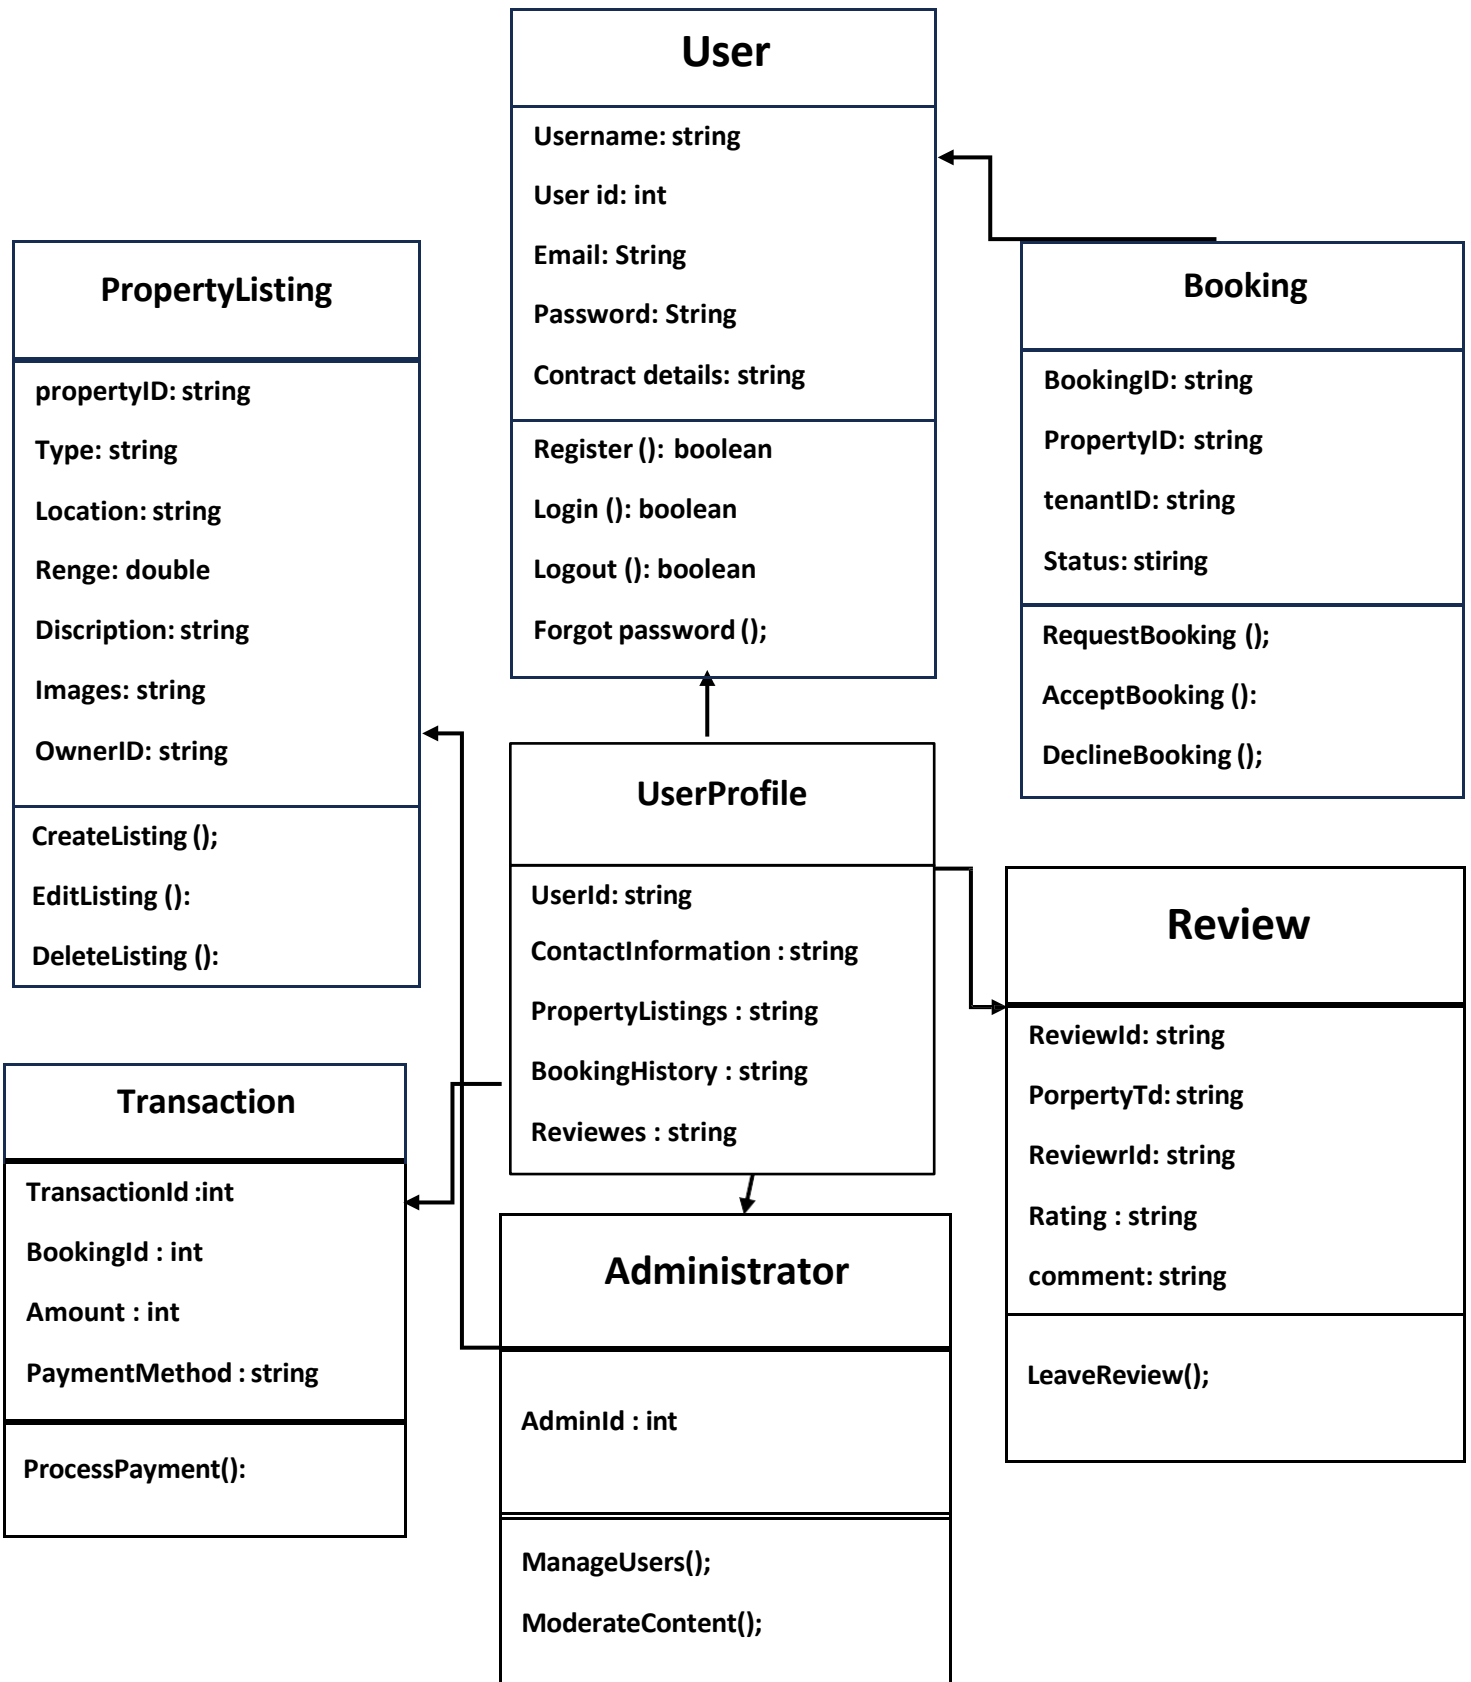 User
Username: string
User id: int
Email: String
Password: String
Contract details: string
Register (): boolean
Login (): boolean
Logout (): boolean
Forgot password ();
PropertyListing
propertyID: string
Type: string
Location: string
Renge: double
Discription: string
Images: string
OwnerID: string
CreateListing ();
EditListing ():
DeleteListing ():
Booking
BookingID: string
PropertyID: string
tenantID: string
Status: stiring
RequestBooking ();
AcceptBooking ():
DeclineBooking ();
UserProfile
UserId: string
ContactInformation : string
PropertyListings : string
BookingHistory : string
Reviewes : string
Review
ReviewId: string
PorpertyTd: string
ReviewrId: string
Rating : string
comment: string
LeaveReview();
Transaction
TransactionId :int
BookingId : int
Amount : int
PaymentMethod : string
ProcessPayment():
Administrator
AdminId : int
ManageUsers();
ModerateContent();